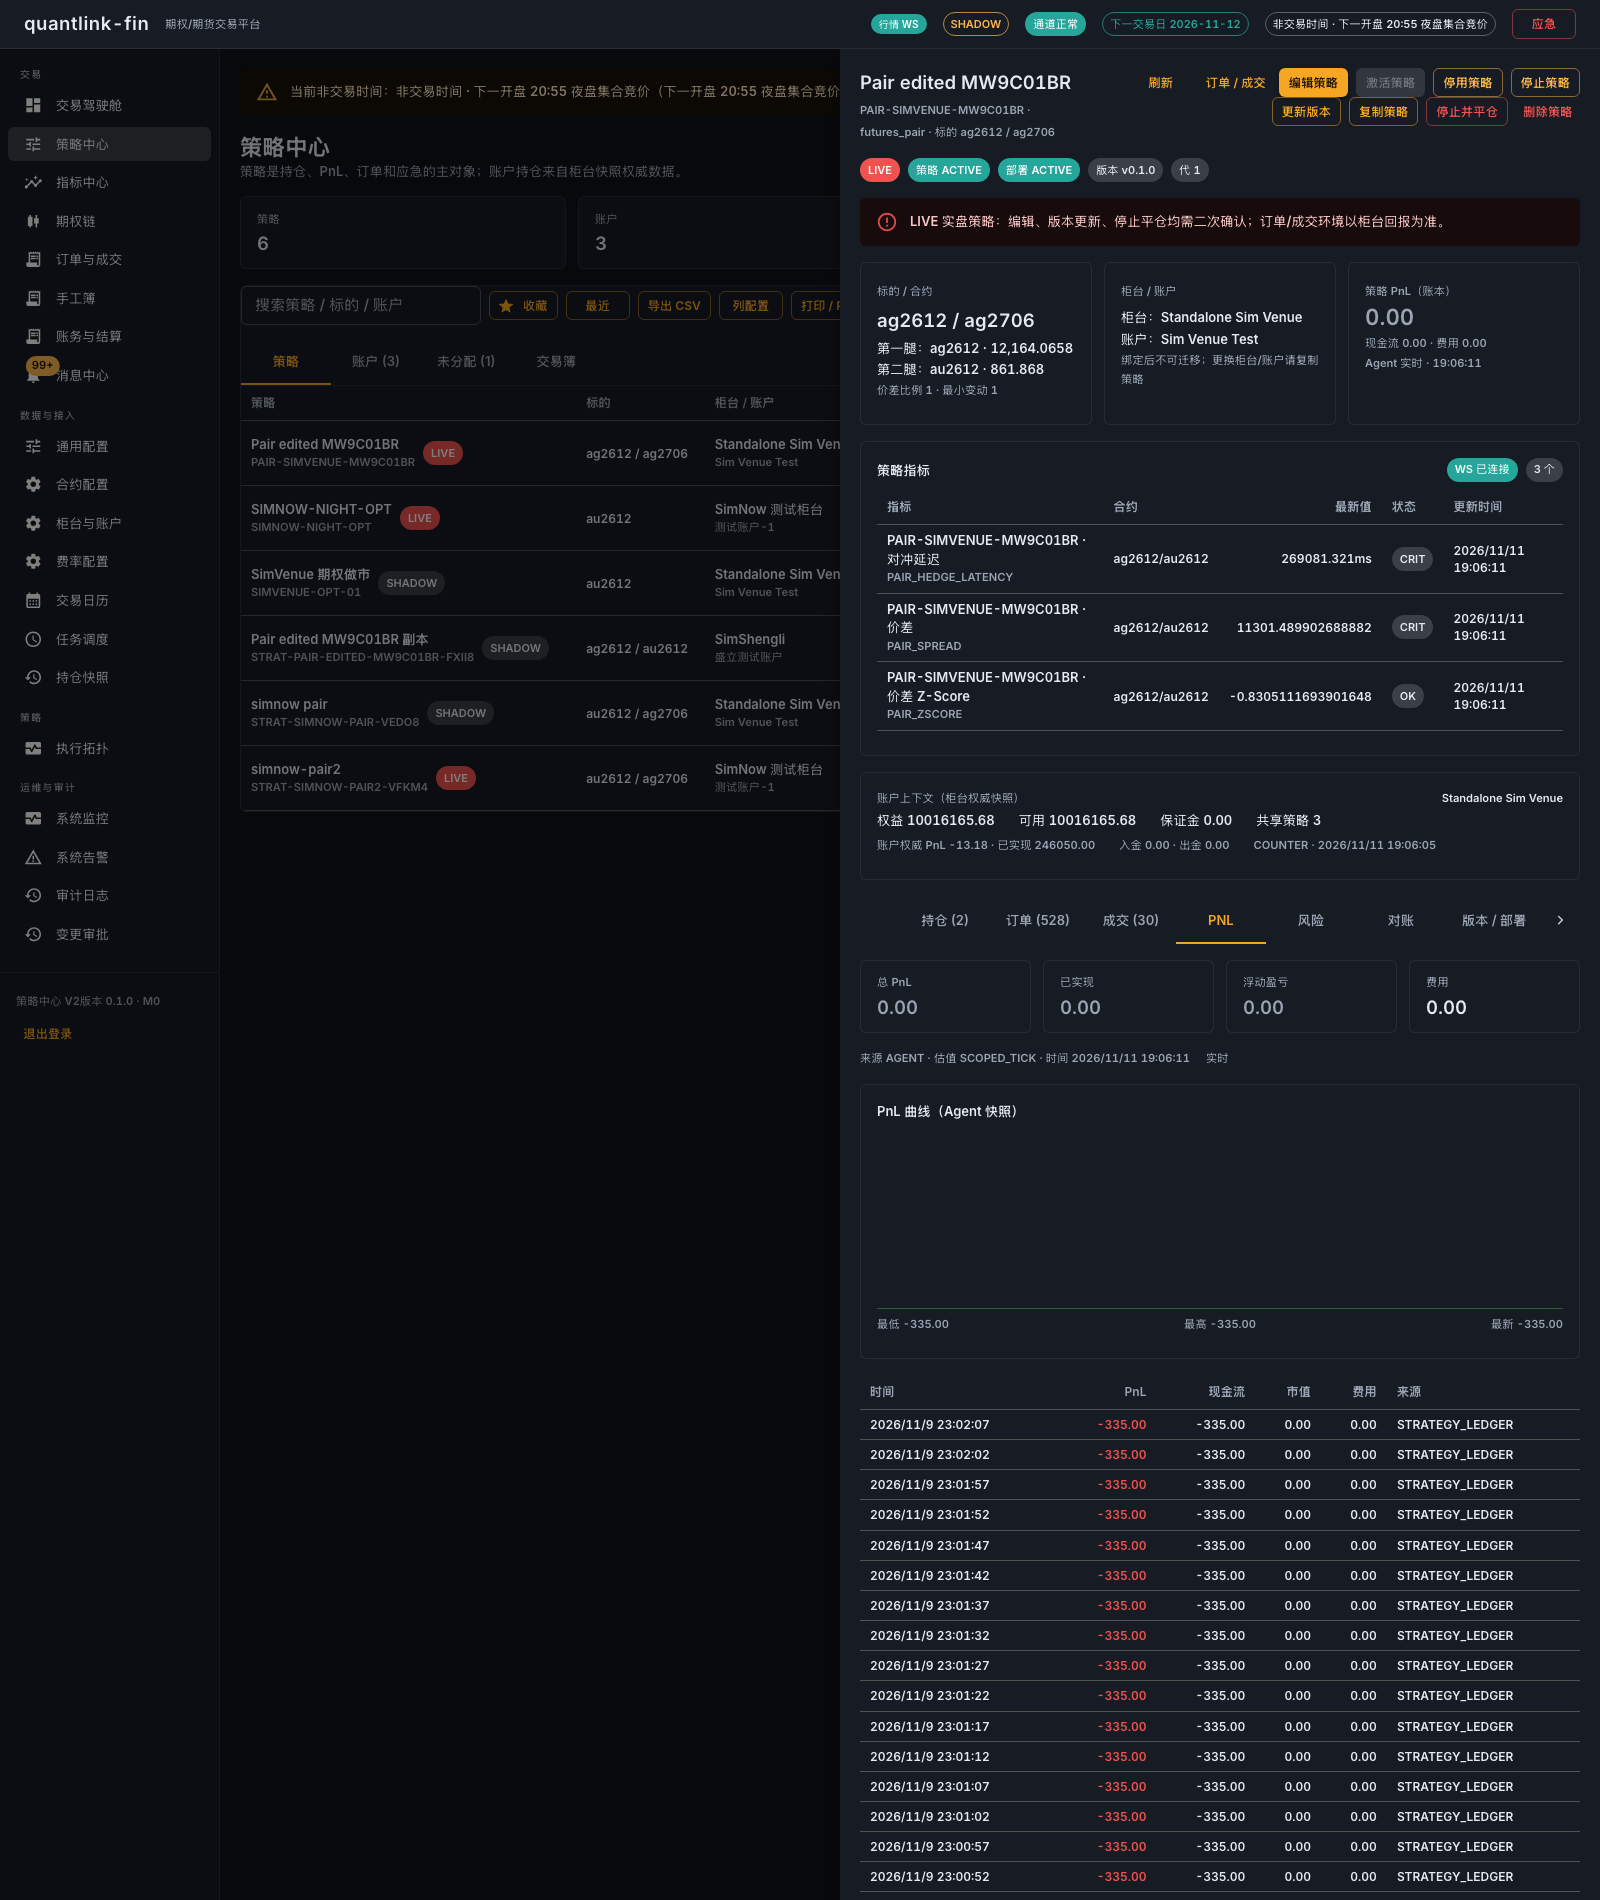 quantlink-fin 期权/期货交易平台
行情 WS SHADOW 通道正常 下一交易日 2026-11-12 非交易时间 · 下一开盘 20:55 夜盘集合竞价 应急
交易
交易驾驶舱
策略中心
指标中心
期权链
订单与成交
手工簿
账务与结算
99+
消息中心
数据与接入
通用配置
合约配置
柜台与账户
费率配置
交易日历
任务调度
持仓快照
策略
执行拓扑
运维与审计
系统监控
系统告警
审计日志
变更审批
策略中心 V2版本 0.1.0 · M0
退出登录
当前非交易时间：非交易时间 · 下一开盘 20:55 夜盘集合竞价（下一开盘 20:55 夜盘集合竞价
策略中心
策略是持仓、PnL、订单和应急的主对象；账户持仓来自柜台快照权威数据。
策略
6
账户
3
搜索策略 / 标的 / 账户 收藏 最近 导出 CSV 列配置 打印 /
策略 账户 (3) 未分配 (1) 交易簿
策略 标的 柜台 / 账户
Pair edited MW9C01BR LIVE ag2612 / ag2706 Standalone Sim Ven
PAIR-SIMVENUE-MW9C01BR Sim Venue Test
SIMNOW-NIGHT-OPT LIVE au2612 SimNow 测试柜台
SIMNOW-NIGHT-OPT 测试账户-1
SimVenue 期权做市 SHADOW au2612 Standalone Sim Ven
SIMVENUE-OPT-01 Sim Venue Test
Pair edited MW9C01BR 副本 SHADOW ag2612 / au2612 SimShengli
STRAT-PAIR-EDITED-MW9C01BR-FXII8 盛立测试账户
simnow pair SHADOW au2612 / ag2706 Standalone Sim Ven
STRAT-SIMNOW-PAIR-VEDO8 Sim Venue Test
simnow-pair2 LIVE au2612 / ag2706 SimNow 测试柜台
STRAT-SIMNOW-PAIR2-VFKM4 测试账户-1
Pair edited MW9C01BR
PAIR-SIMVENUE-MW9C01BR ·
futures_pair · 标的 ag2612 / ag2706
刷新 订单 / 成交 编辑策略 激活策略 停用策略 停止策略
更新版本 复制策略 停止并平仓 删除策略
LIVE 策略 ACTIVE 部署 ACTIVE 版本 v0.1.0 代 1
LIVE 实盘策略：编辑、版本更新、停止平仓均需二次确认；订单/成交环境以柜台回报为准。
标的 / 合约
ag2612 / ag2706
第一腿：ag2612 · 12,164.0658
第二腿：au2612 · 861.868
价差比例 1 · 最小变动 1
柜台 / 账户
柜台：Standalone Sim Venue
账户：Sim Venue Test
绑定后不可迁移；更换柜台/账户请复制
策略
策略 PnL（账本）
0.00
现金流 0.00 · 费用 0.00
Agent 实时 · 19:06:11
策略指标 WS 已连接 3 个
指标 合约 最新值 状态 更新时间
PAIR-SIMVENUE-MW9C01BR ·
对冲延迟
PAIR_HEDGE_LATENCY
ag2612/au2612 269081.321ms CRIT 2026/11/11
19:06:11
PAIR-SIMVENUE-MW9C01BR ·
价差
PAIR_SPREAD
ag2612/au2612 11301.489902688882 CRIT 2026/11/11
19:06:11
PAIR-SIMVENUE-MW9C01BR ·
价差 Z-Score
PAIR_ZSCORE
ag2612/au2612 -0.8305111693901648 OK 2026/11/11
19:06:11
账户上下文（柜台权威快照） Standalone Sim Venue
权益 10016165.68 可用 10016165.68 保证金 0.00 共享策略 3
账户权威 PnL -13.18 · 已实现 246050.00 入金 0.00 · 出金 0.00 COUNTER · 2026/11/11 19:06:05
持仓 (2) 订单 (528) 成交 (30) PNL 风险 对账 版本 / 部署
总 PnL
0.00
已实现
0.00
浮动盈亏
0.00
费用
0.00
来源 AGENT · 估值 SCOPED_TICK · 时间 2026/11/11 19:06:11 实时
PnL 曲线（Agent 快照）
最低 -335.00 最高 -335.00 最新 -335.00
时间 PnL 现金流 市值 费用 来源
2026/11/9 23:02:07 -335.00 -335.00 0.00 0.00 STRATEGY_LEDGER
2026/11/9 23:02:02 -335.00 -335.00 0.00 0.00 STRATEGY_LEDGER
2026/11/9 23:01:57 -335.00 -335.00 0.00 0.00 STRATEGY_LEDGER
2026/11/9 23:01:52 -335.00 -335.00 0.00 0.00 STRATEGY_LEDGER
2026/11/9 23:01:47 -335.00 -335.00 0.00 0.00 STRATEGY_LEDGER
2026/11/9 23:01:42 -335.00 -335.00 0.00 0.00 STRATEGY_LEDGER
2026/11/9 23:01:37 -335.00 -335.00 0.00 0.00 STRATEGY_LEDGER
2026/11/9 23:01:32 -335.00 -335.00 0.00 0.00 STRATEGY_LEDGER
2026/11/9 23:01:27 -335.00 -335.00 0.00 0.00 STRATEGY_LEDGER
2026/11/9 23:01:22 -335.00 -335.00 0.00 0.00 STRATEGY_LEDGER
2026/11/9 23:01:17 -335.00 -335.00 0.00 0.00 STRATEGY_LEDGER
2026/11/9 23:01:12 -335.00 -335.00 0.00 0.00 STRATEGY_LEDGER
2026/11/9 23:01:07 -335.00 -335.00 0.00 0.00 STRATEGY_LEDGER
2026/11/9 23:01:02 -335.00 -335.00 0.00 0.00 STRATEGY_LEDGER
2026/11/9 23:00:57 -335.00 -335.00 0.00 0.00 STRATEGY_LEDGER
2026/11/9 23:00:52 -335.00 -335.00 0.00 0.00 STRATEGY_LEDGER